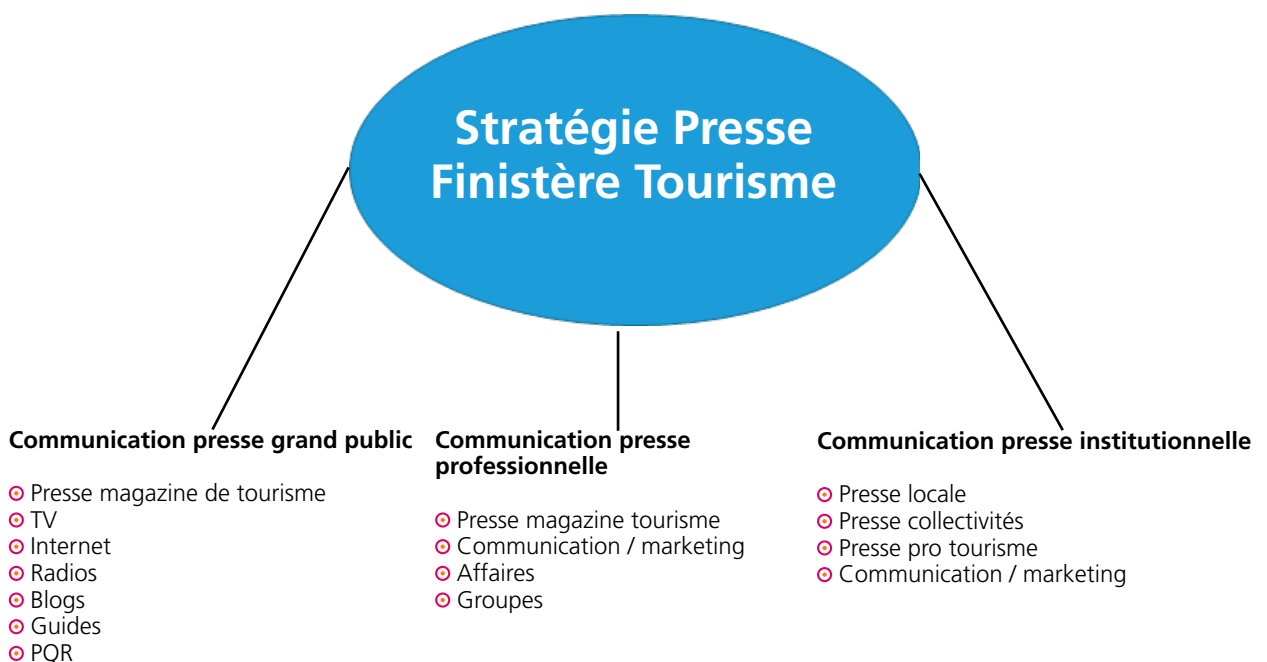 Stratégie Presse
Finistère Tourisme
Communication presse grand public
Presse magazine de tourisme
TV
Internet
Radios
Blogs
Guides
PQR
Communication presse
professionnelle
Presse magazine tourisme
Communication / marketing
Affaires
Groupes
Communication presse institutionnelle
Presse locale
Presse collectivités
Presse pro tourisme
Communication / marketing